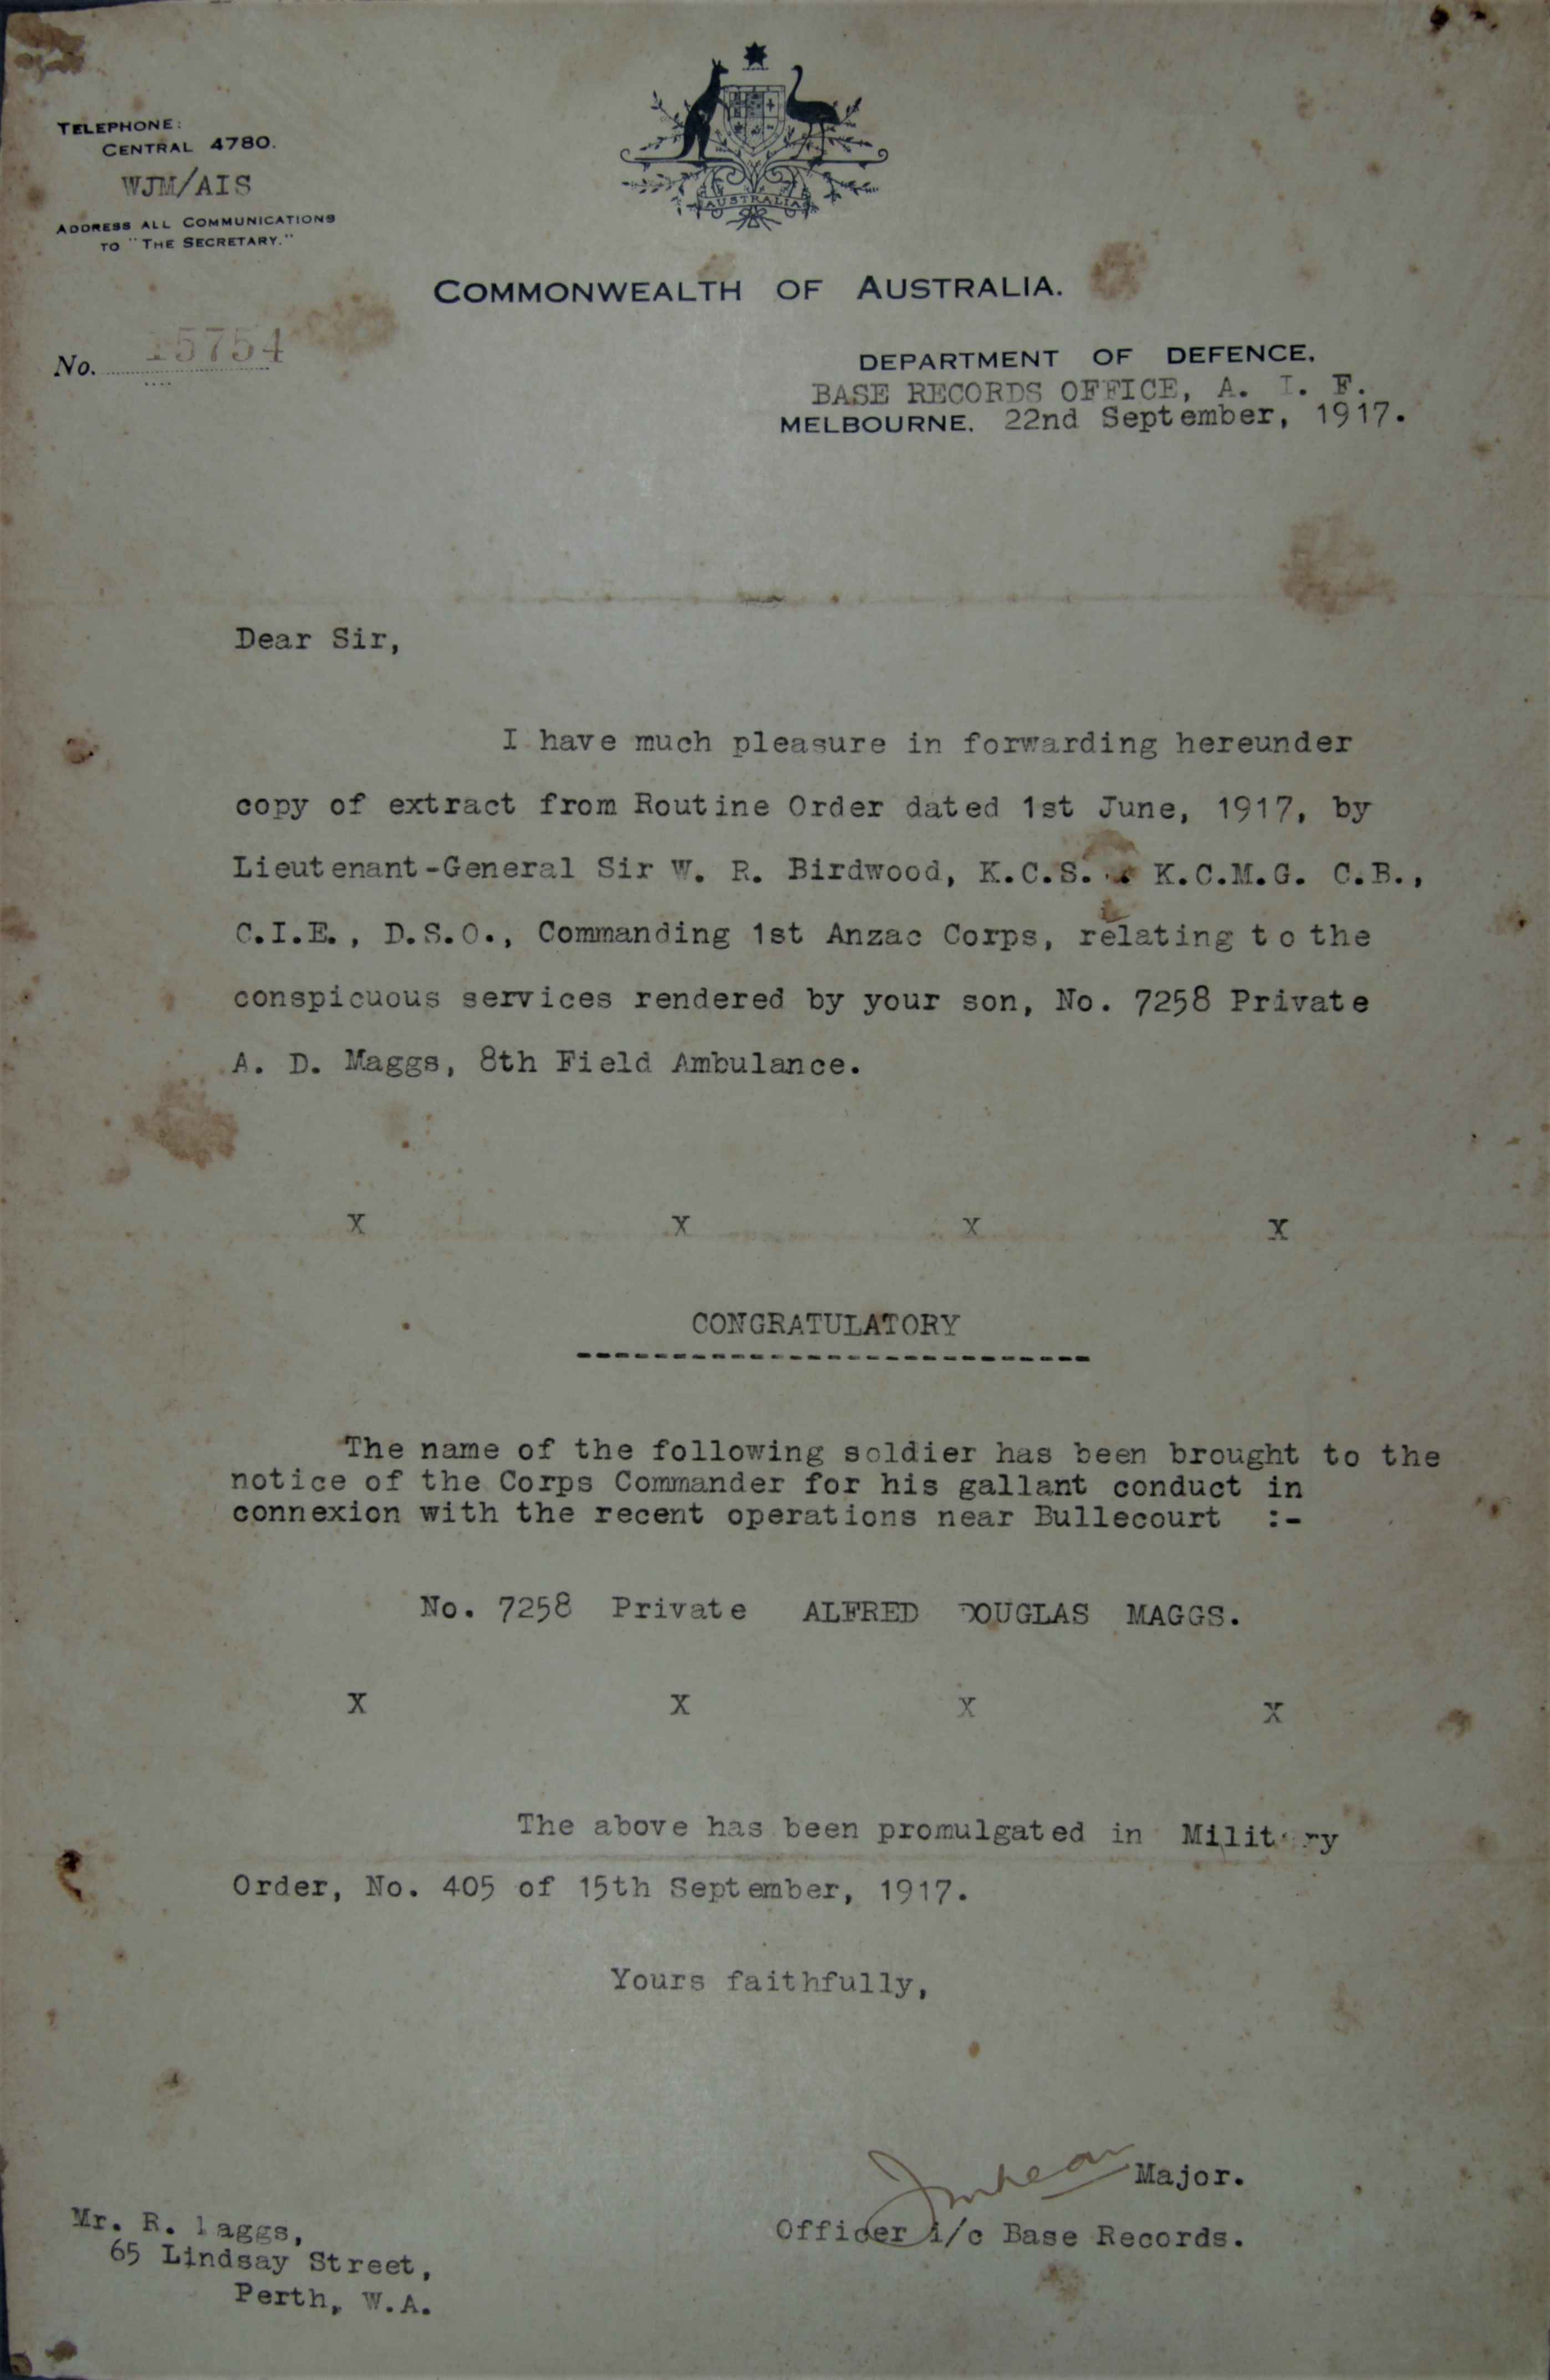 TELEPHONE:
CENTRAL 4780.
WJM/AIS
ADDRESS ALL COMMUNICATIONS
TO "THE SECRETARY."
AUSTRALIA
COMMONWEALTH OF AUSTRALIA.
No. 15754
DEPARTMENT OF DEFENCE,
BASE RECORDS OFFICE, A. I. F.
MELBOURNE. 22nd September, 1917.
Dear Sir,
I have much pleasure in forwarding hereunder
copy of extract from Routine Order dated 1st June, 1917, by
Lieutenant-General Sir W. R. Birdwood, K.C.S. K.C.M.G. C.B.,
C.I.E., D.S.O., Commanding 1st Anzac Corps, relating to the
conspicuous services rendered by your son, No. 7258 Private
A. D. Maggs, 8th Field Ambulance.
X X X X
CONGRATULATORY
---------------------------
The name of the following soldier has been brought to the
notice of the Corps Commander for his gallant conduct in
connexion with the recent operations near Bullecourt :-
No. 7258 Private ALFRED DOUGLAS MAGGS.
X X X X
The above has been promulgated in Military
Order, No. 405 of 15th September, 1917.
Yours faithfully,
Major.
Officer i/c Base Records.
Mr. R. Maggs,
65 Lindsay Street,
Perth, W.A.